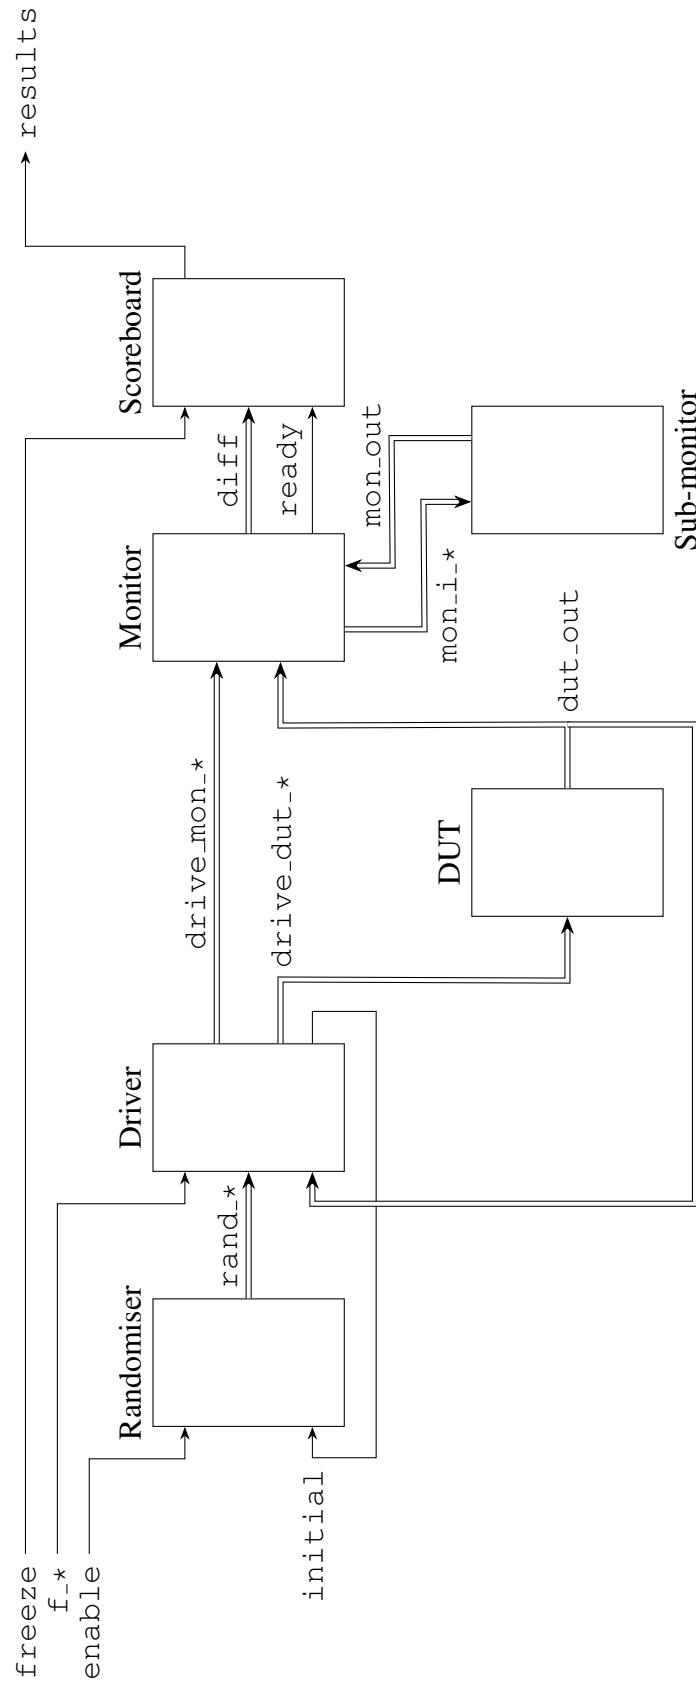 freeze
f_*
enable
initial
Randomiser
rand_*
Driver
drive_mon_*
drive_dut_*
DUT
dut_out
Monitor
mon_i_*
mon_out
Sub-monitor
diff
ready
Scoreboard
results